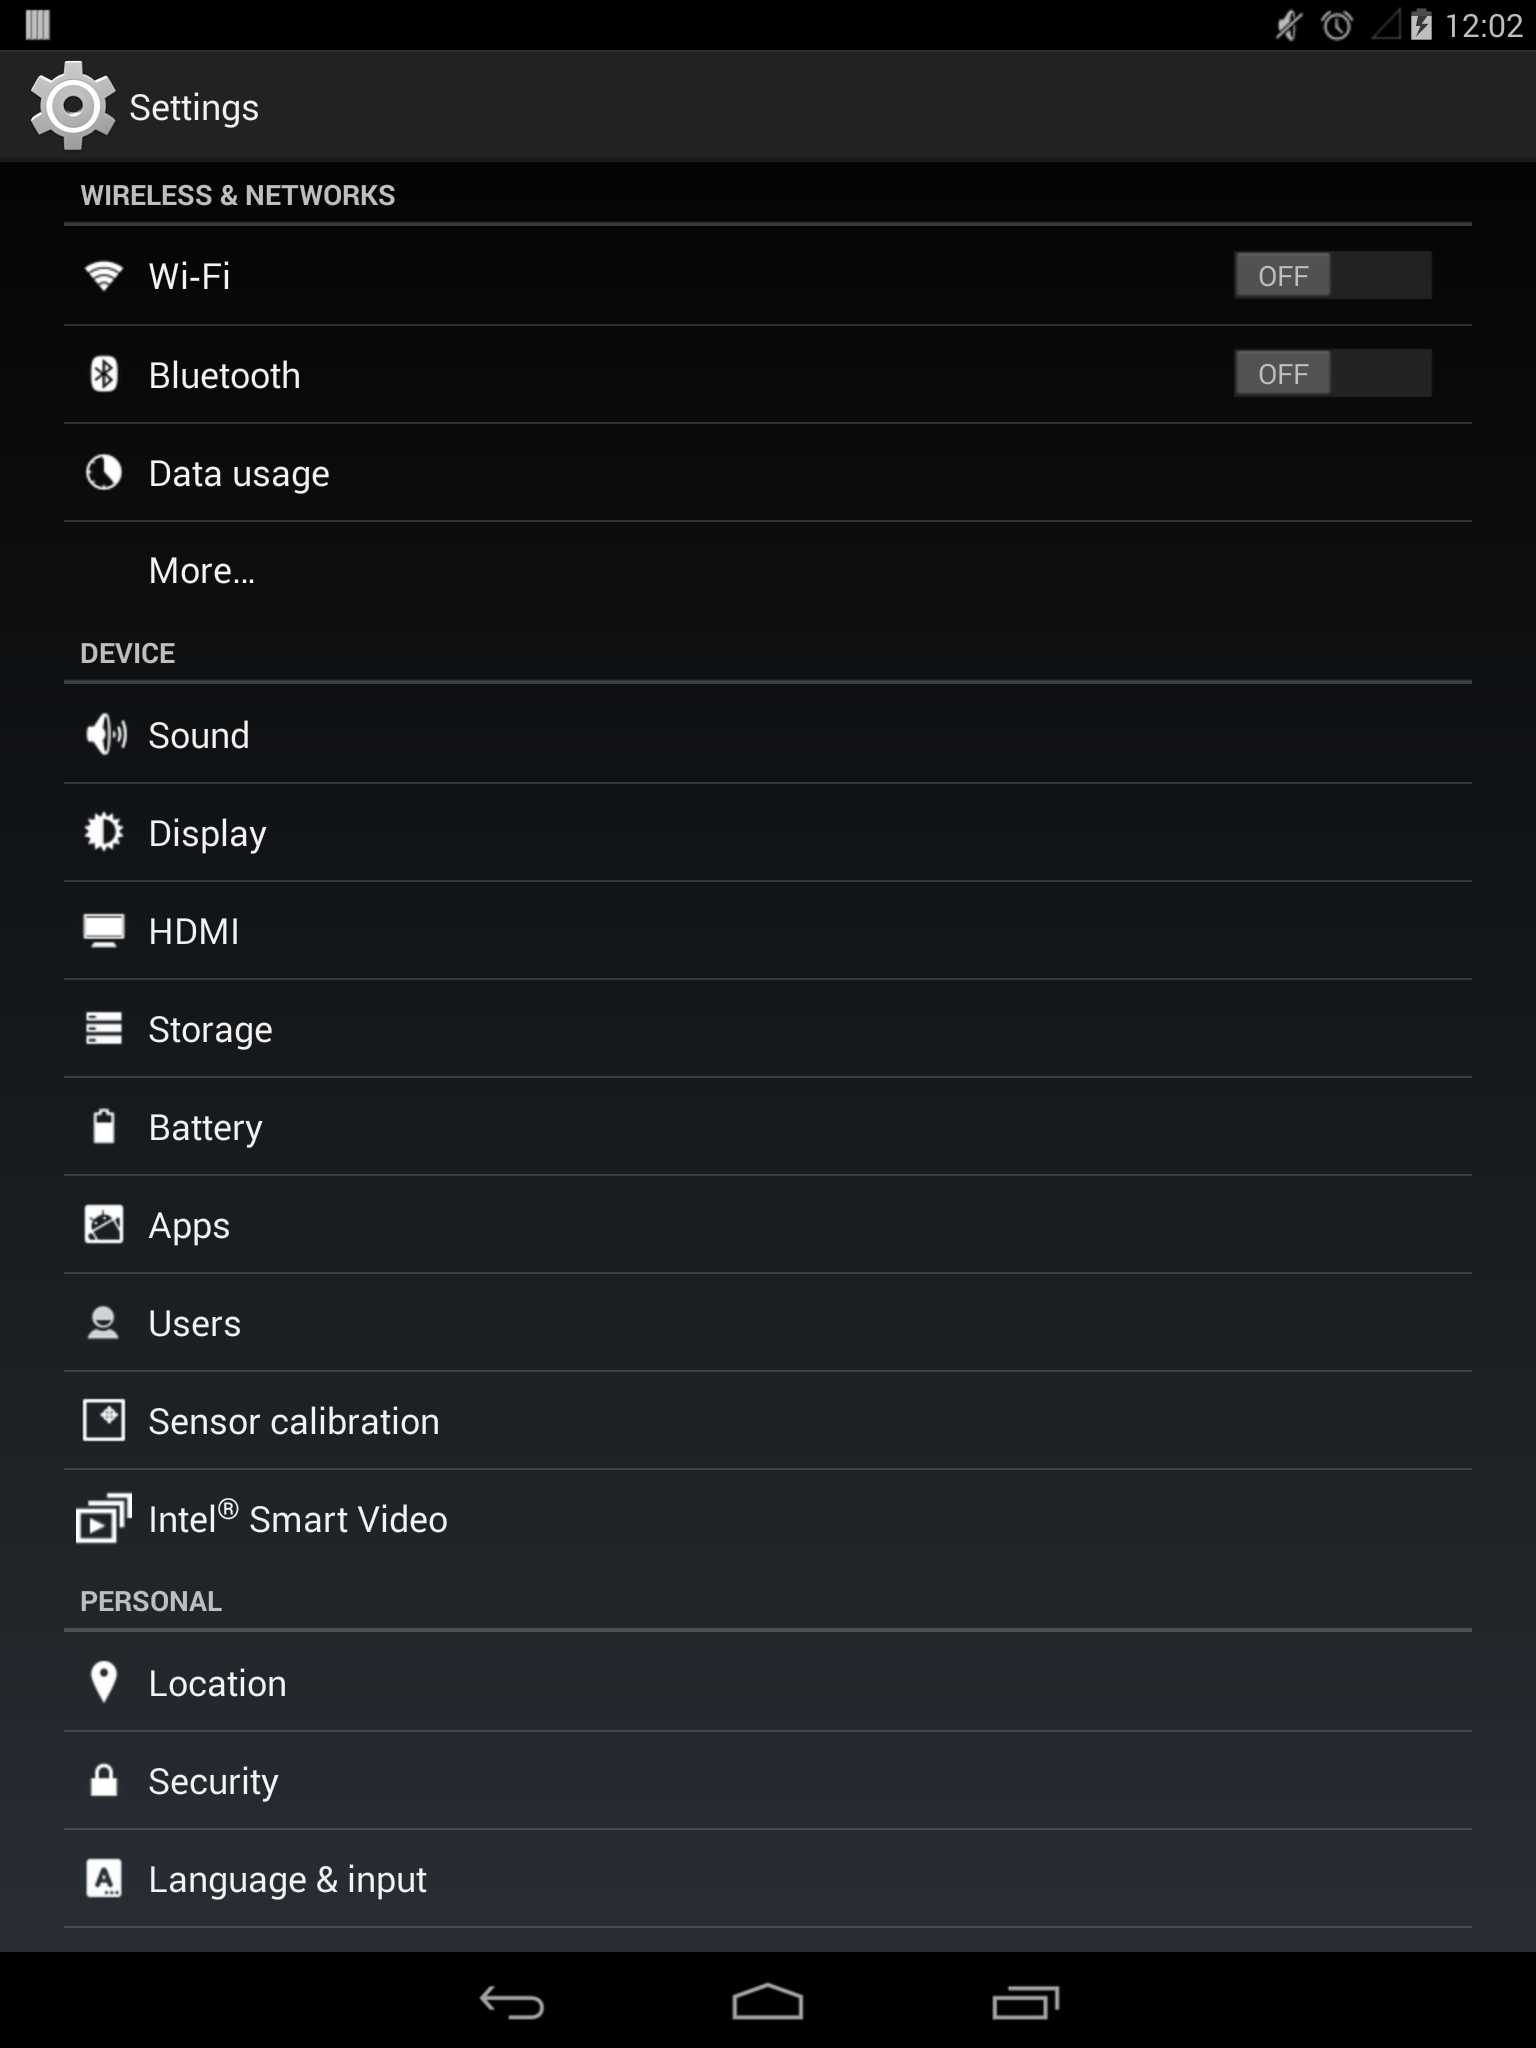 12:02
Settings
WIRELESS & NETWORKS
Wi-Fi OFF
Bluetooth OFF
Data usage
More…
DEVICE
Sound
Display
HDMI
Storage
Battery
Apps
Users
Sensor calibration
Intel® Smart Video
PERSONAL
Location
Security
Language & input